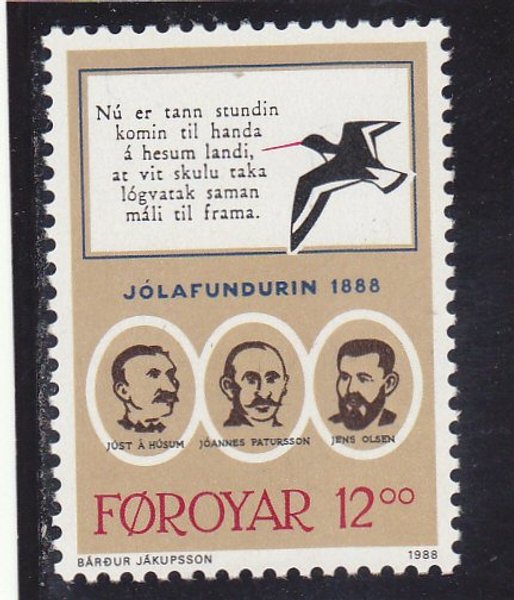 Nú er tann stundin
komin til handa
á hesum landi,
at vit skulu taka
lógvatak saman
máli til frama.
JÓLAFUNDURIN 1888
JÚST Á HÚSUM JÓANNES PATURSSON JENS OLSEN
FØROYAR 12⁰⁰
BÁRÐUR JÁKUPSSON 1988